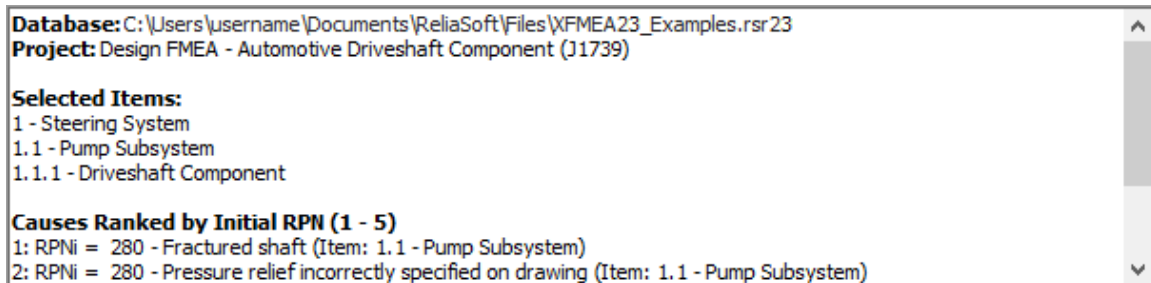 Database: C:\Users\username\Documents\ReliaSoft\Files\XFMEA23_Examples.rsr23
Project: Design FMEA - Automotive Driveshaft Component (J1739)
Selected Items:
1 - Steering System
1.1 - Pump Subsystem
1.1.1 - Driveshaft Component
Causes Ranked by Initial RPN (1 - 5)
1: RPNi =  280 - Fractured shaft (Item: 1.1 - Pump Subsystem)
2: RPNi =  280 - Pressure relief incorrectly specified on drawing (Item: 1.1 - Pump Subsystem)